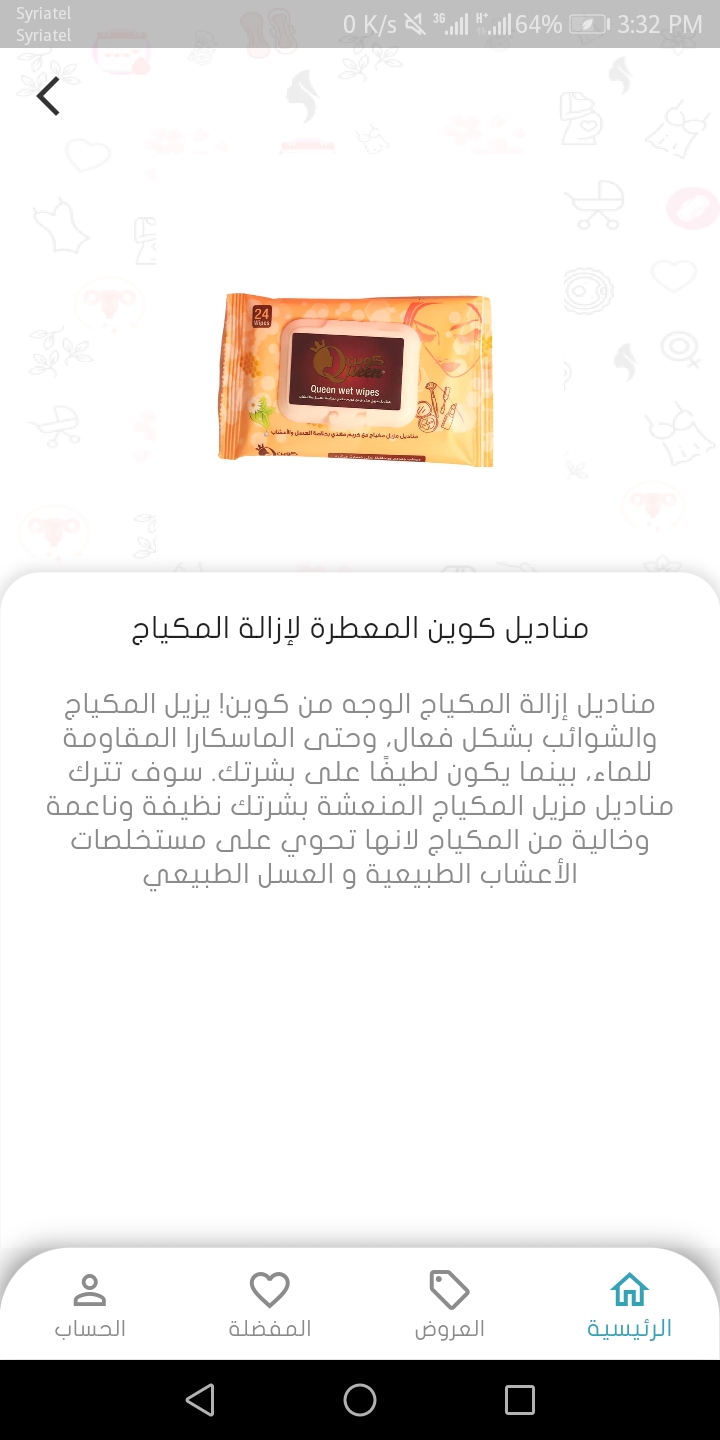 Syriatel
Syriatel
0 K/s 3G H+ 64% 3:32 PM
24
Wipes
كوين
Queen
Queen wet wipes
مناديل مزيل مكياج مع كريم مغذي بخلاصة العسل والأعشاب
كوين
مناديل كوين المعطرة لإزالة المكياج
مناديل إزالة المكياج الوجه من كوين! يزيل المكياج
والشوائب بشكل فعال، وحتى الماسكارا المقاومة
للماء، بينما يكون لطيفًا على بشرتك. سوف تترك
مناديل مزيل المكياج المنعشة بشرتك نظيفة وناعمة
وخالية من المكياج لانها تحوي على مستخلصات
الأعشاب الطبيعية و العسل الطبيعي
الرئيسية
العروض
المفضلة
الحساب